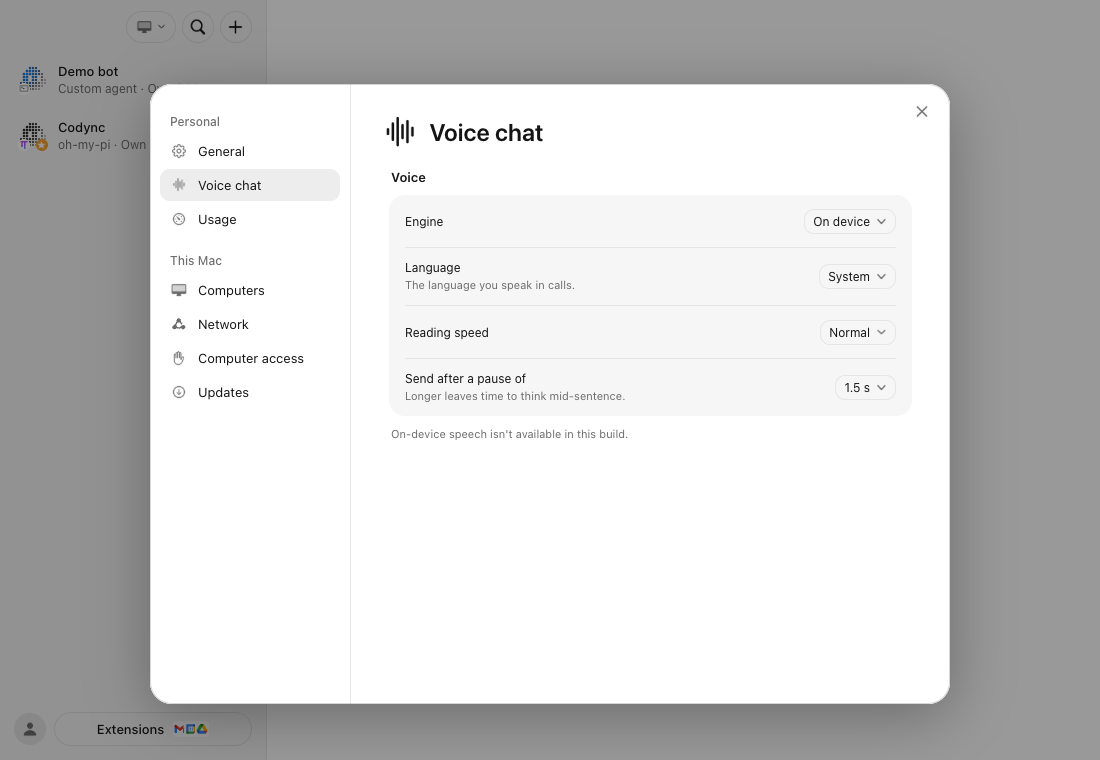 Demo bot
Custom agent ·
Codync
oh-my-pi · Own
Extensions
Personal
General
Voice chat
Usage
This Mac
Computers
Network
Computer access
Updates
Voice chat
Voice
Engine
On device
Language
The language you speak in calls.
System
Reading speed
Normal
Send after a pause of
Longer leaves time to think mid-sentence.
1.5 s
On-device speech isn't available in this build.